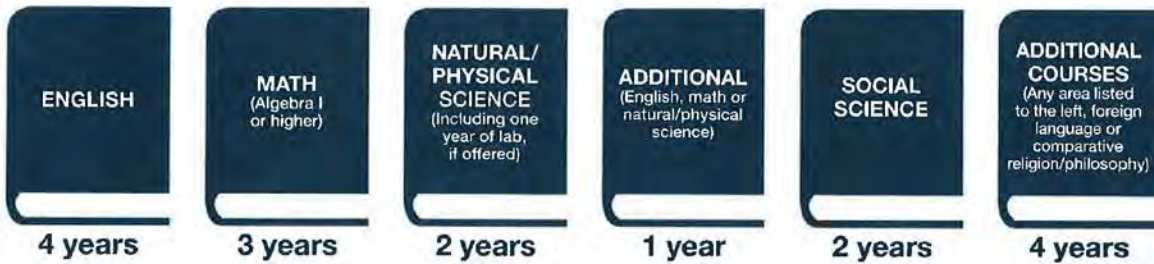 ENGLISH
4 years
MATH
(Algebra I
or higher)
3 years
NATURAL/
PHYSICAL
SCIENCE
(Including one
year of lab,
if offered)
2 years
ADDITIONAL
(English, math or
natural/physical
science)
1 year
SOCIAL
SCIENCE
2 years
ADDITIONAL
COURSES
(Any area listed
to the left, foreign
language or
comparative
religion/philosophy)
4 years